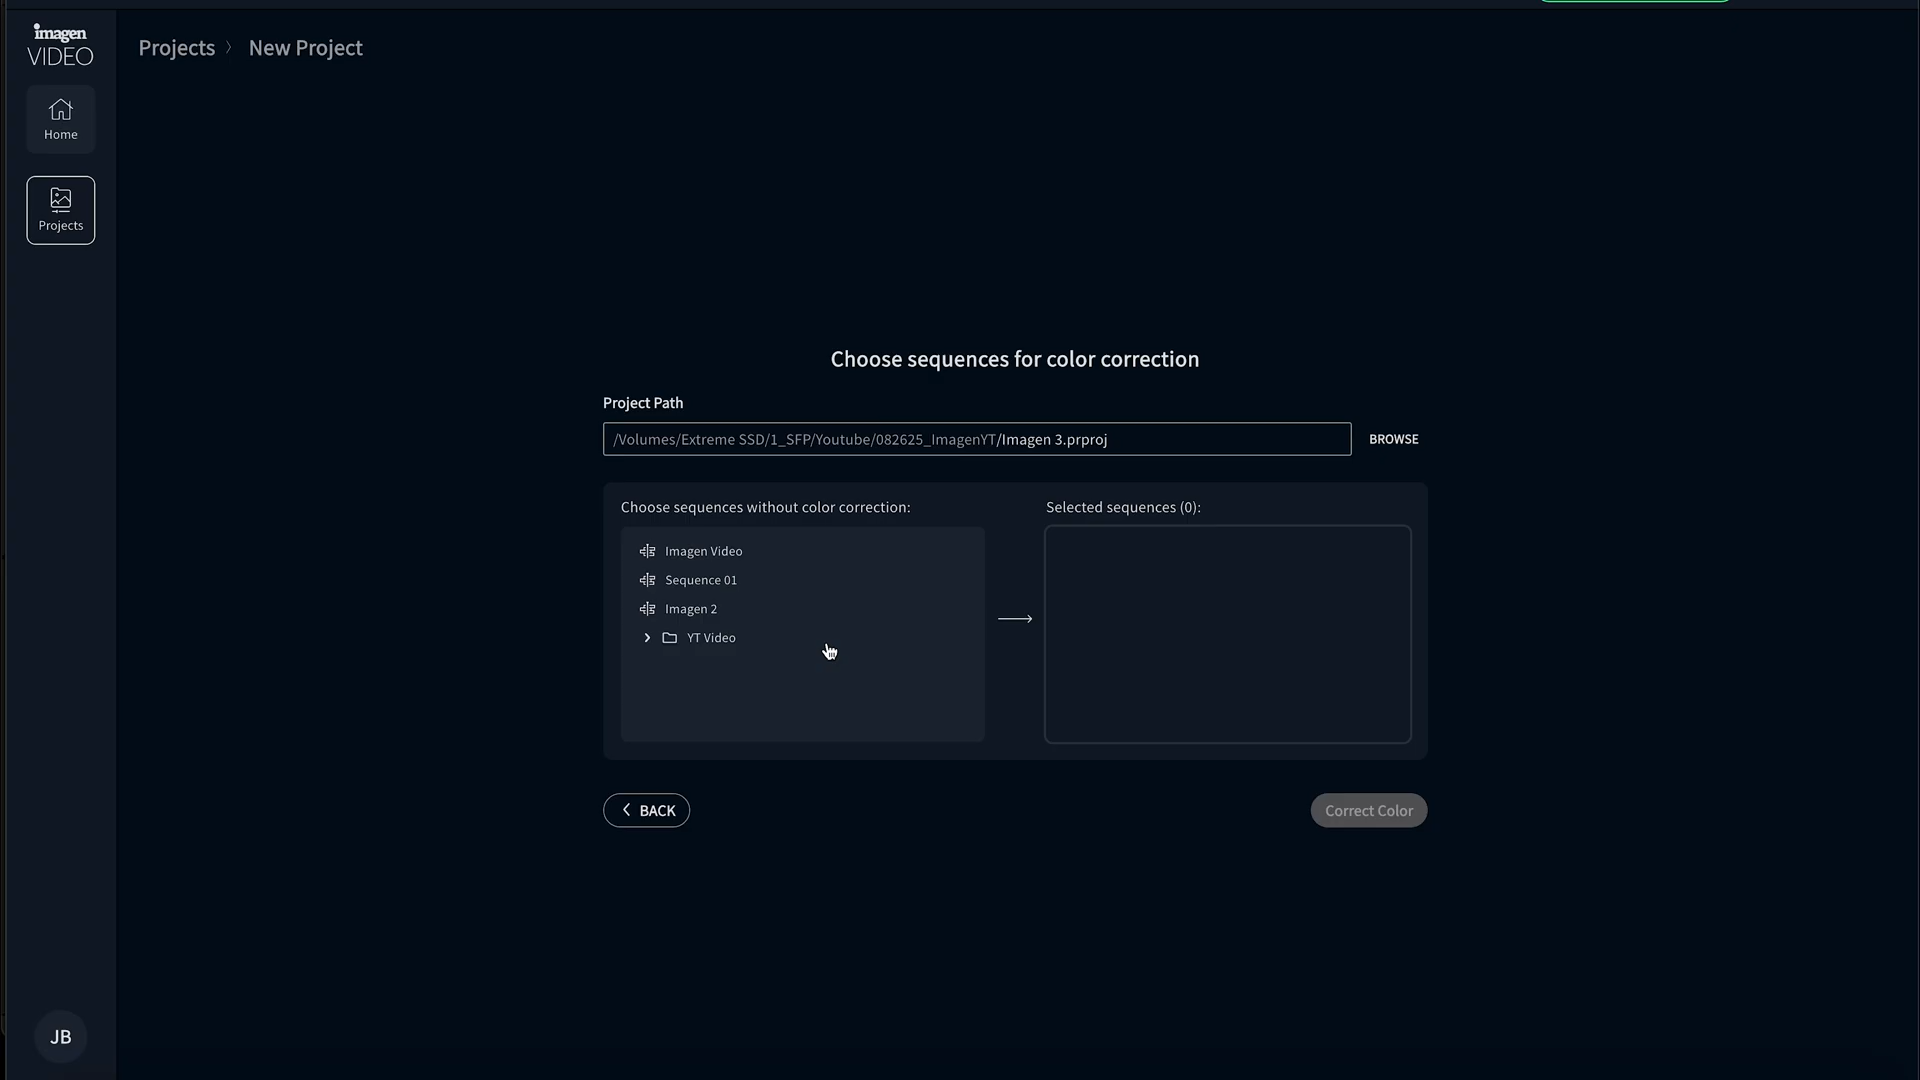 imagen
VIDEO
Projects > New Project
Home
Projects
Choose sequences for color correction
Project Path
/Volumes/Extreme SSD/1_SFP/Youtube/082625_ImagenYT/Imagen 3.prproj
BROWSE
Choose sequences without color correction:
Imagen Video
Sequence 01
Imagen 2
YT Video
Selected sequences (0):
BACK
Correct Color
JB